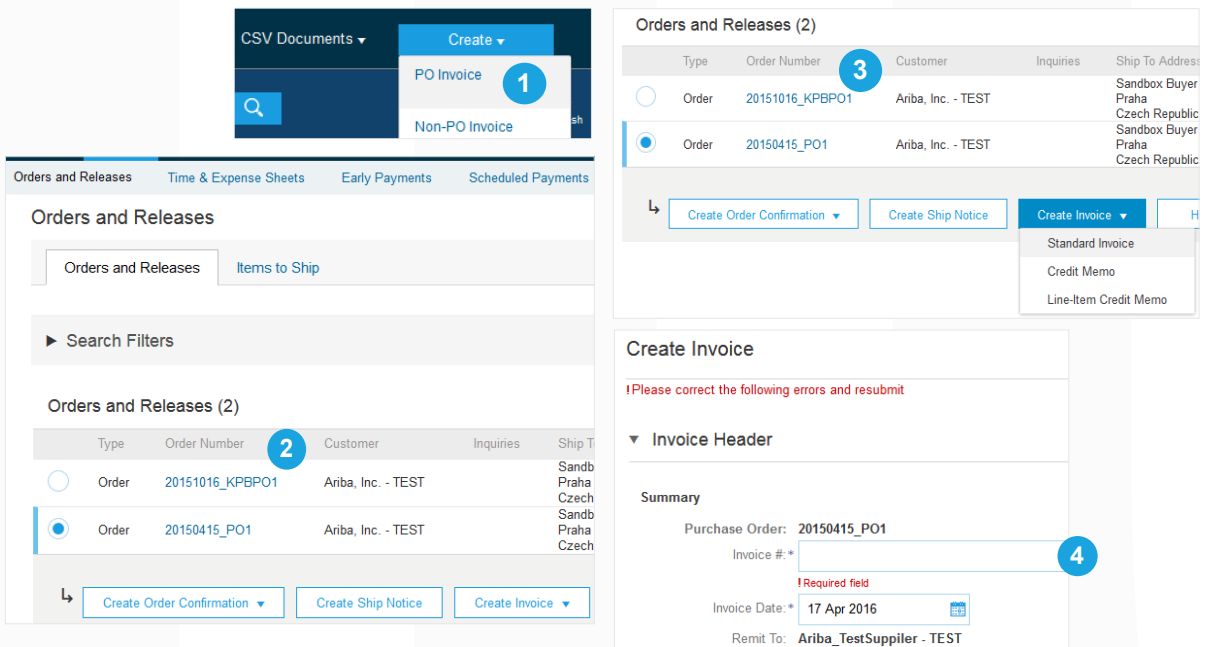 CSV Documents Create
PO Invoice
1
Non-PO Invoice
sh
Orders and Releases Time & Expense Sheets Early Payments Scheduled Payments
Orders and Releases
Orders and Releases Items to Ship
Search Filters
Orders and Releases (2)
2
Type Order Number Customer Inquiries Ship T
Order 20151016_KPBPO1 Ariba, Inc. - TEST Sandb
Praha
Czech
Order 20150415_PO1 Ariba, Inc. - TEST Sandb
Praha
Czech
Create Order Confirmation Create Ship Notice Create Invoice
Orders and Releases (2)
3
Type Order Number Customer Inquiries Ship To Address
Order 20151016_KPBPO1 Ariba, Inc. - TEST Sandbox Buyer
Praha
Czech Republic
Order 20150415_PO1 Ariba, Inc. - TEST Sandbox Buyer
Praha
Czech Republic
Create Order Confirmation Create Ship Notice Create Invoice H
Standard Invoice
Credit Memo
Line-Item Credit Memo
Create Invoice
!Please correct the following errors and resubmit
Invoice Header
Summary
Purchase Order: 20150415_PO1
Invoice #:*
4
!Required field
Invoice Date:* 17 Apr 2016
Remit To: Ariba_TestSuppiler - TEST